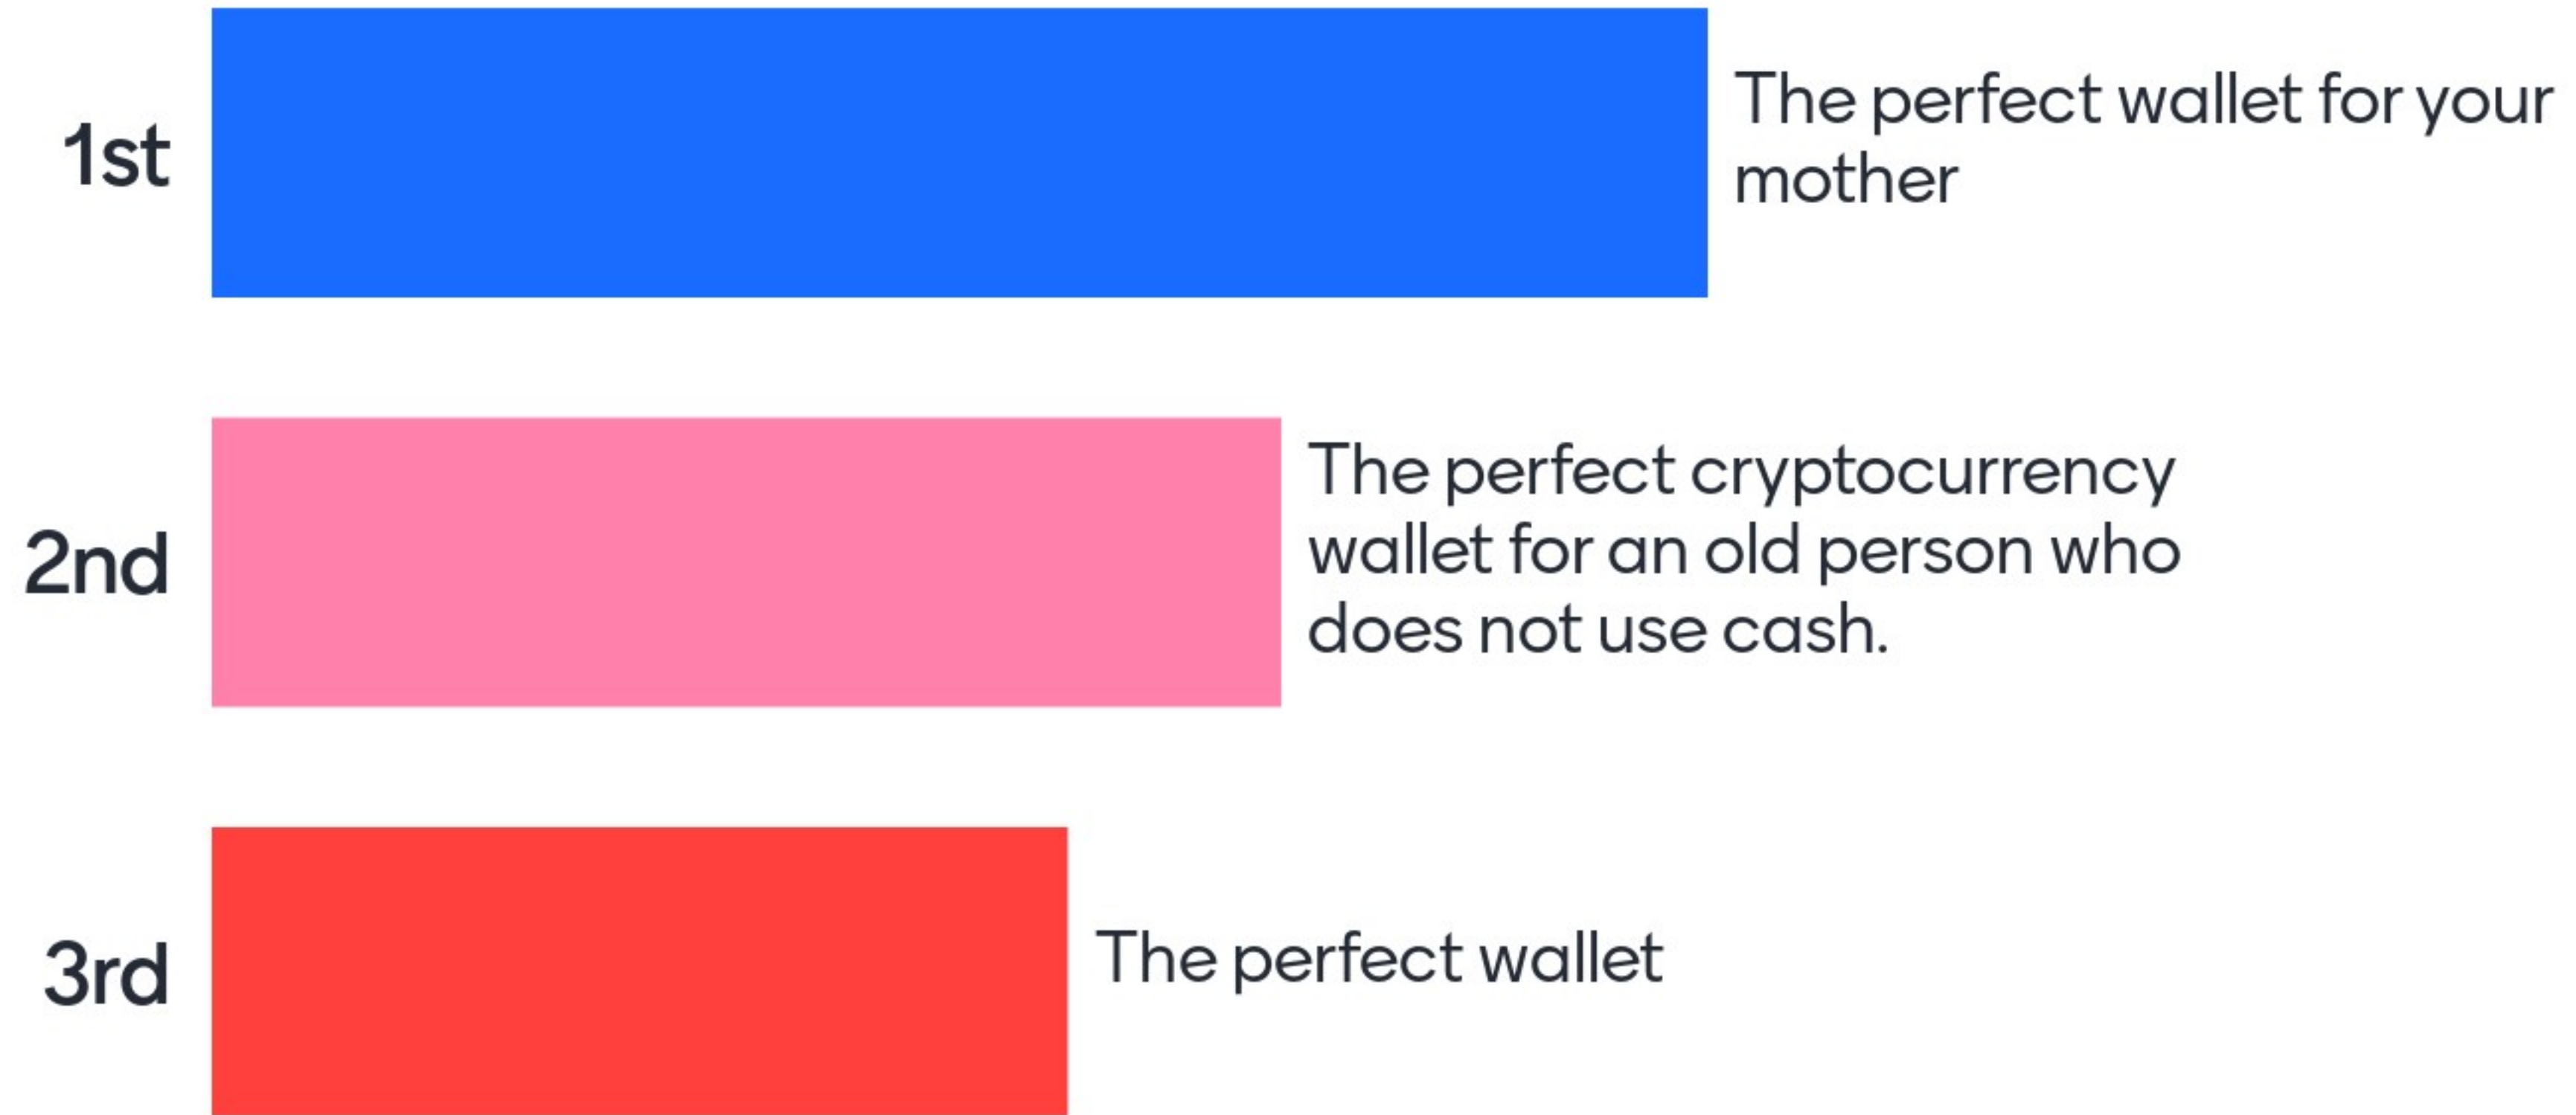 1st
The perfect wallet for your
mother
2nd
The perfect cryptocurrency
wallet for an old person who
does not use cash.
3rd
The perfect wallet